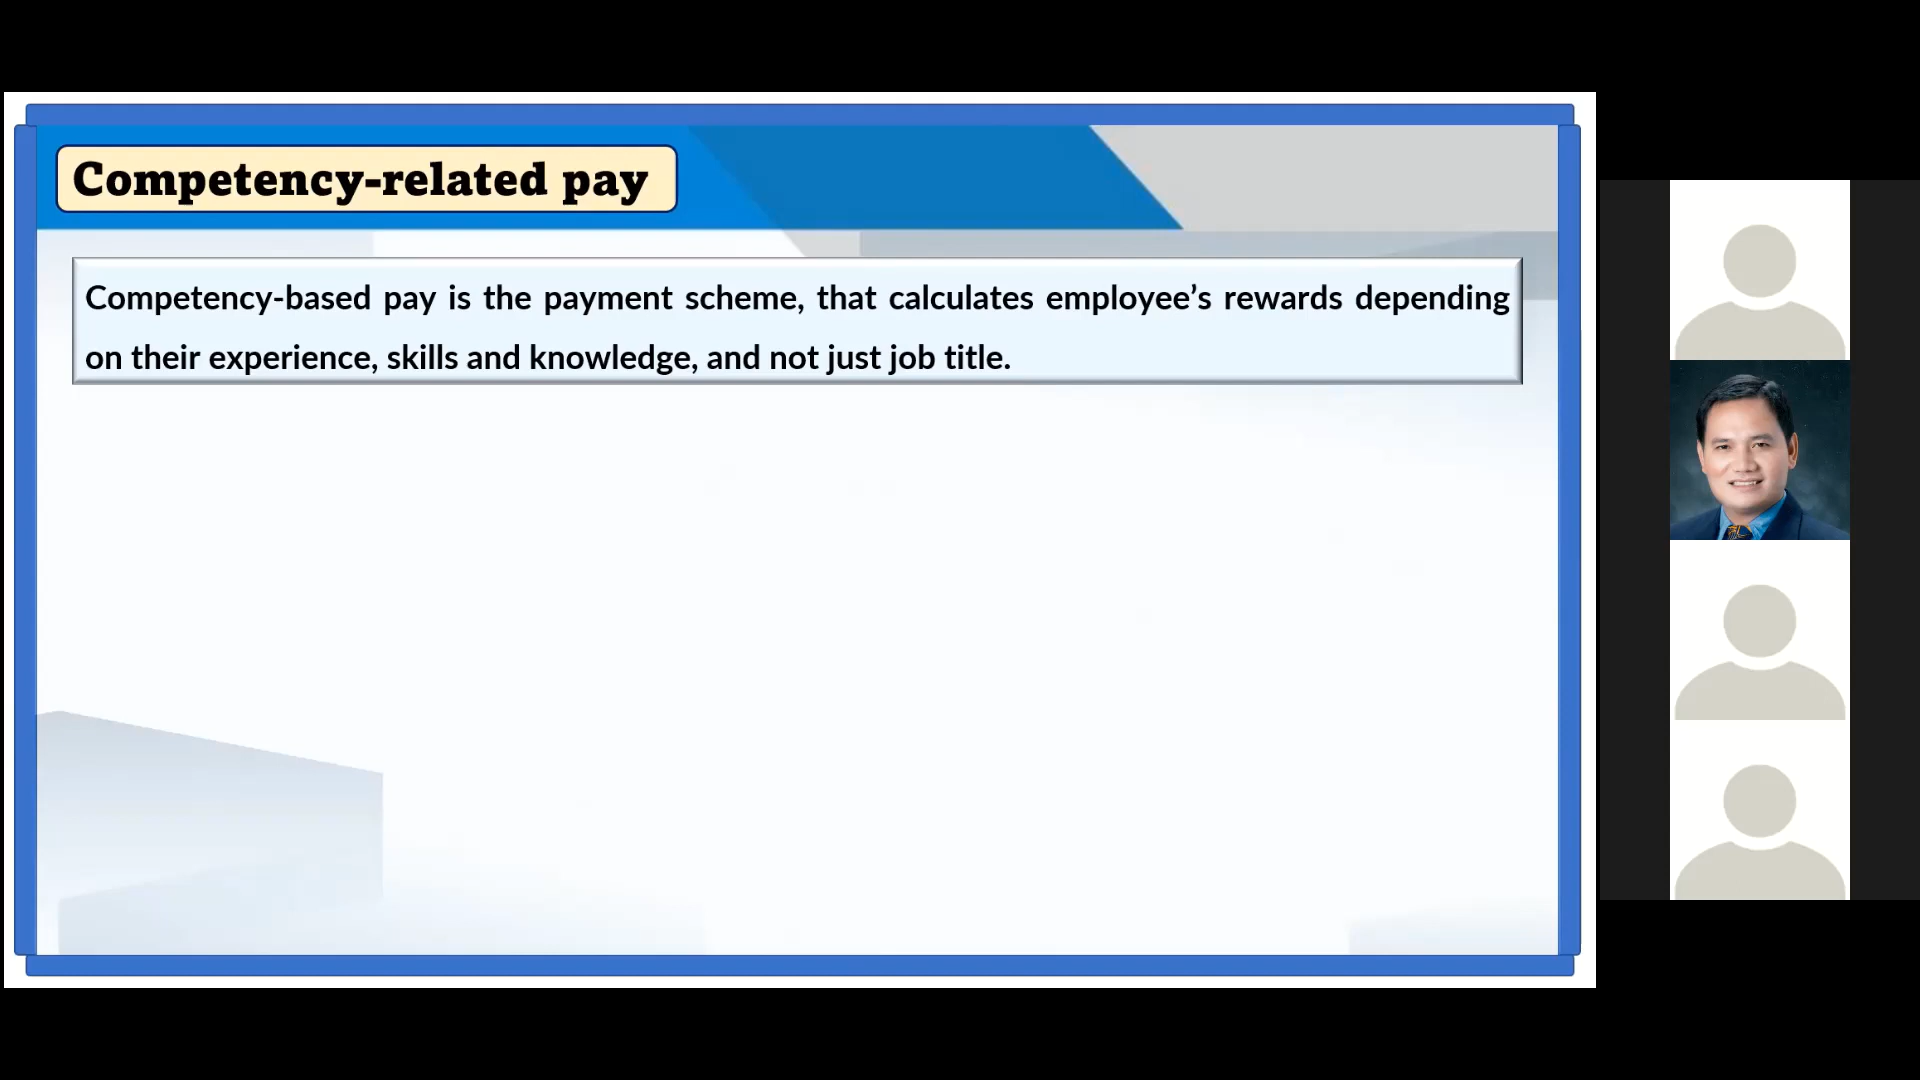 Competency-related pay
Competency-based pay is the payment scheme, that calculates employee’s rewards depending
on their experience, skills and knowledge, and not just job title.